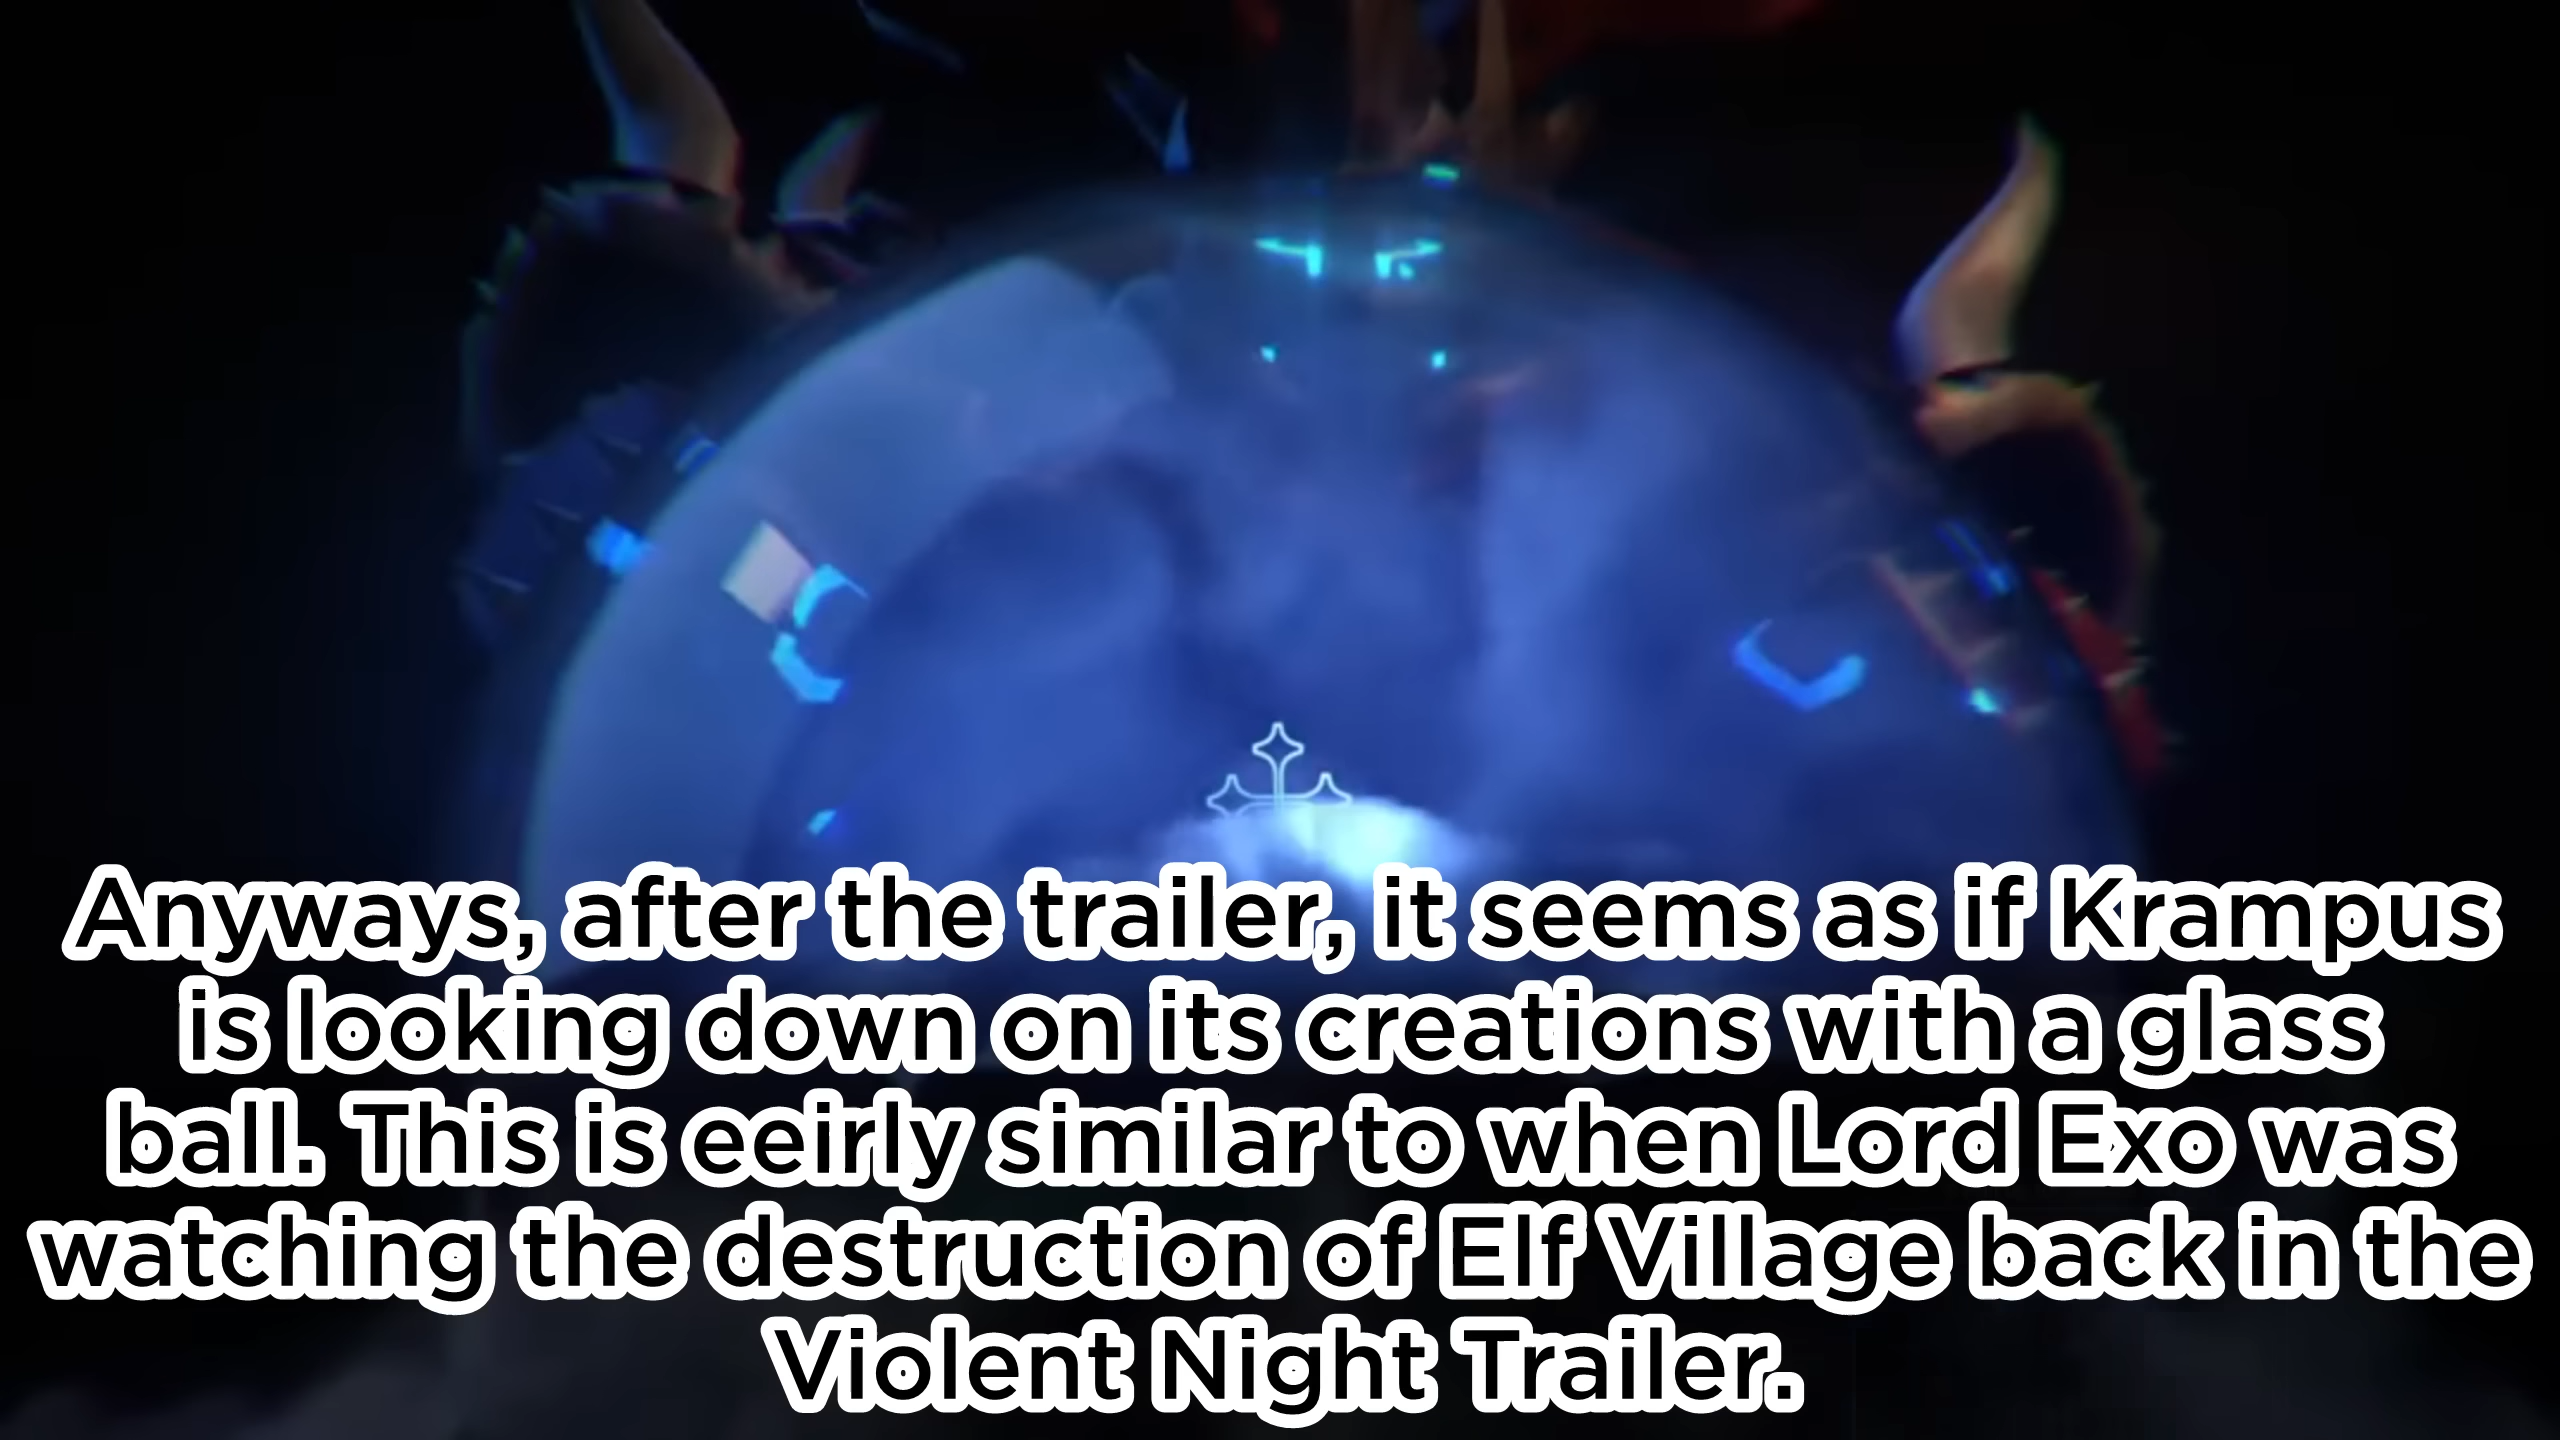 Anyways, after the trailer, it seems as if Krampus
is looking down on its creations with a glass
ball. This is eeirly similar to when Lord Exo was
watching the destruction of Elf Village back in the
Violent Night Trailer.